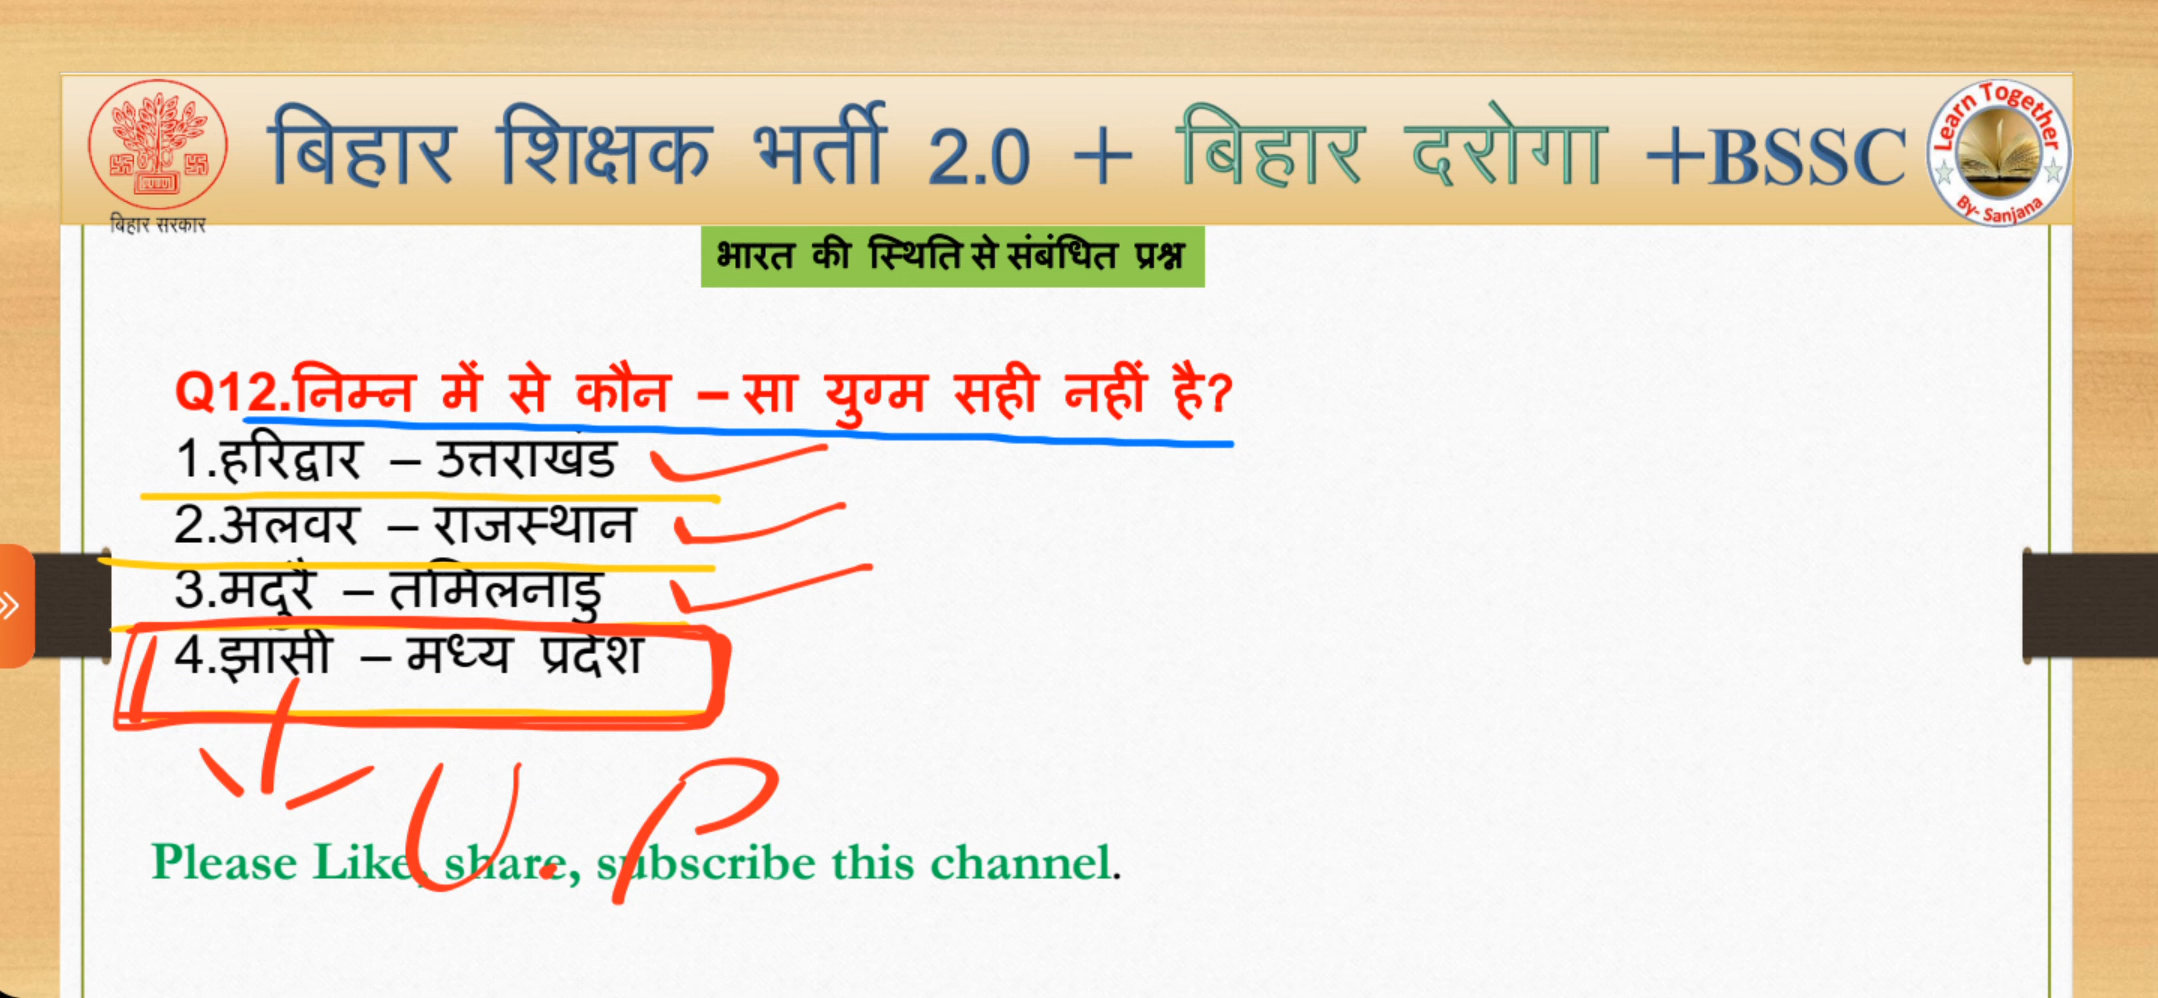 बिहार शिक्षक भर्ती 2.0 + बिहार दरोगा +BSSC
Learn Together
By- Sanjana
बिहार सरकार
भारत की स्थिति से संबंधित प्रश्न
Q12.निम्न में से कौन – सा युग्म सही नहीं है?
1.हरिद्वार – उत्तराखंड
2.अलवर – राजस्थान
3.मदुरै – तमिलनाडु
4.झांसी – मध्य प्रदेश
U.P
Please Like, share, subscribe this channel.